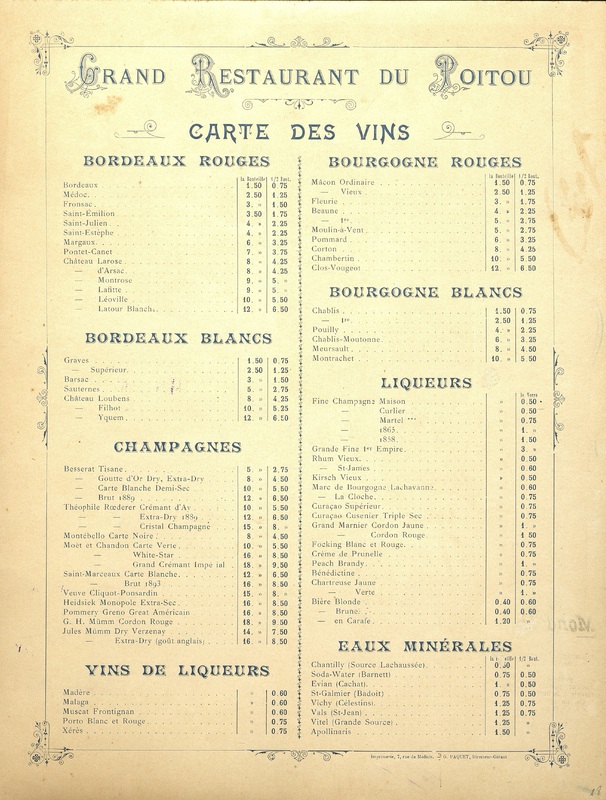 GRAND RESTAURANT DU POITOU
CARTE DES VINS
BORDEAUX ROUGES
la Bouteille 1/2 Bout.
Bordeaux 1.50 0.75
Médoc 2.50 1.25
Fronsac 3. » 1.50
Saint-Émilion 3.50 1.75
Saint-Julien 4. » 2.25
Saint-Estèphe 4. » 2.25
Margaux 6. » 3.25
Pontet-Canet 7. » 3.75
Château Larose 8. » 4.25
— d'Arsac 8. » 4.25
— Montrose 9. » 5. »
— Lafitte 9. » 5. »
— Léoville 10. » 5.50
— Latour Blanche 12. » 6.50
BORDEAUX BLANCS
Graves 1.50 0.75
— Supérieur 2.50 1.25
Barsac 3. » 1.50
Sauternes 5. » 2.75
Château Loubens 8. » 4.25
— Filhot 10. » 5.25
— Yquem 12. » 6.50
CHAMPAGNES
Besserat Tisane 5. » 2.75
— Goutte d'Or Dry, Extra-Dry 8. » 4.50
— Carte Blanche Demi-Sec 10. » 5.50
— Brut 1889 12. » 6.50
Théophile Rœderer Crémant d'Ay 10. » 5.50
— Extra-Dry 1889 12. » 6.50
— Cristal Champagne 15. » 8. »
Montébello Carte Noire 8. » 4.50
Moët et Chandon Carte Verte 10. » 5.50
— White-Star 16. » 8.50
— Grand Crémant Impérial 18. » 9.50
Saint-Marceaux Carte Blanche 12. » 6.50
— Brut 1893 16. » 8.50
Veuve Cliquot-Ponsardin 15. » 8. »
Heidsiek Monopole Extra-Sec 16. » 8.50
Pommery Greno Great Américain 16. » 8.50
G. H. Mümm Cordon Rouge 18. » 9.50
Jules Mümm Dry Verzenay 14. » 7.50
— Extra-Dry (goût anglais) 16. » 8.50
VINS DE LIQUEURS
Madère » 0.60
Malaga » 0.60
Muscat Frontignan » 0.60
Porto Blanc et Rouge » 0.75
Xérès » 0.75
BOURGOGNE ROUGES
la Bouteille 1/2 Bout.
Mâcon Ordinaire 1.50 0.75
— Vieux 2.50 1.25
Fleurie 3. » 1.75
Beaune 4. » 2.25
— 1er 5. » 2.75
Moulin-à-Vent 5. » 2.75
Pommard 6. » 3.25
Corton 8. » 4.25
Chambertin 10. » 5.50
Clos-Vougeot 12. » 6.50
BOURGOGNE BLANCS
Chablis 1.50 0.75
— 1er 2.50 1.25
Pouilly 4. » 2.25
Chablis-Moutonne 6. » 3.25
Meursault 8. » 4.50
Montrachet 10. » 5.50
LIQUEURS
le Verre
Fine Champagne Maison » 0.50
— Curlier » 0.50
— Martel *** » 0.75
— 1865 » 1. »
— 1858 » 1.50
Grande Fine 1er Empire » 3. »
Rhum Vieux » 0.50
— St-James » 0.60
Kirsch Vieux » 0.50
Marc de Bourgogne Lachavanne » 0.60
— La Cloche » 0.75
Curaçao Supérieur » 0.75
Curaçao Cusenier Triple Sec » 0.75
Grand Marnier Cordon Jaune » 1. »
— Cordon Rouge 1.50
Focking Blanc et Rouge » 0.75
Crème de Prunelle » 0.75
Peach Brandy » 1. »
Bénédictine » 0.75
Chartreuse Jaune » 0.75
— Verte » 1. »
Bière Blonde 0.40 0.60
— Brune 0.40 0.60
— en Carafe 1.20 »
EAUX MINÉRALES
la Bouteille 1/2 Bout.
Chantilly (Source Lachaussée) 0.50 »
Soda-Water (Barnett) 0.75 0.50
Evian (Cachat) 1. » 0.50
St-Galmier (Badoit) 0.75 0.50
Vichy (Célestins) 1.25 0.75
Vals (St-Jean) 1.25 0.75
Vitel (Grande Source) 1.25 »
Apollinaris 1.50 »